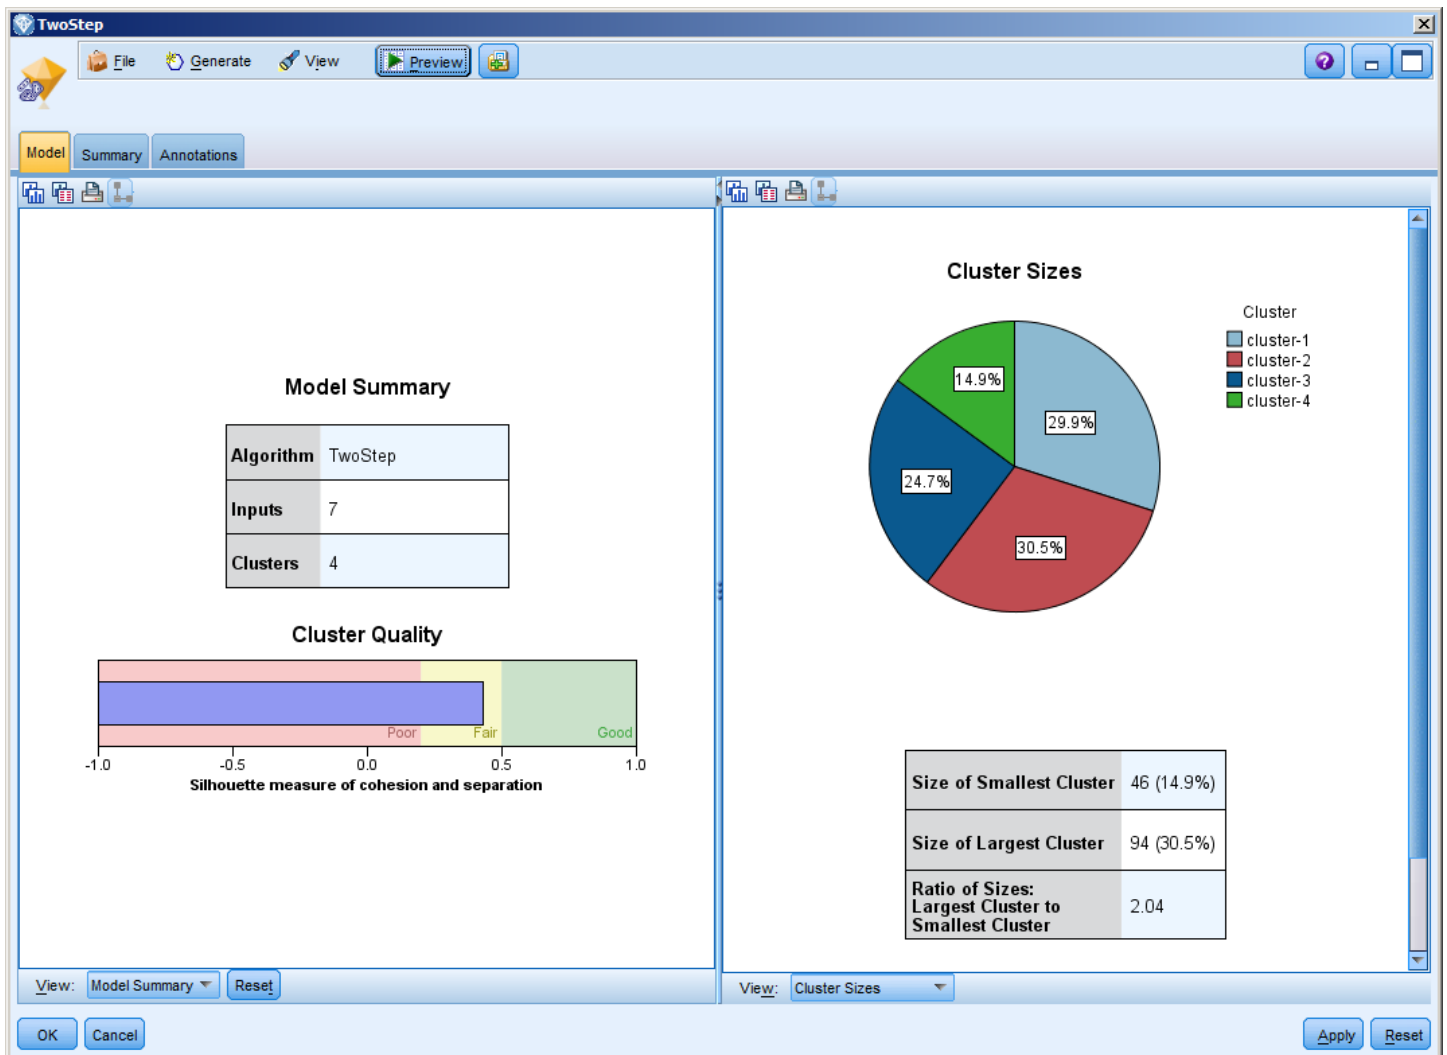 TwoStep
File Generate View Preview
Model Summary Annotations
Model Summary
Algorithm TwoStep
Inputs 7
Clusters 4
Cluster Quality
Poor Fair Good
-1.0 -0.5 0.0 0.5 1.0
Silhouette measure of cohesion and separation
View: Model Summary Reset
Cluster Sizes
Cluster
cluster-1
cluster-2
cluster-3
cluster-4
14.9%
29.9%
24.7%
30.5%
Size of Smallest Cluster 46 (14.9%)
Size of Largest Cluster 94 (30.5%)
Ratio of Sizes:
Largest Cluster to 2.04
Smallest Cluster
View: Cluster Sizes
OK Cancel Apply Reset